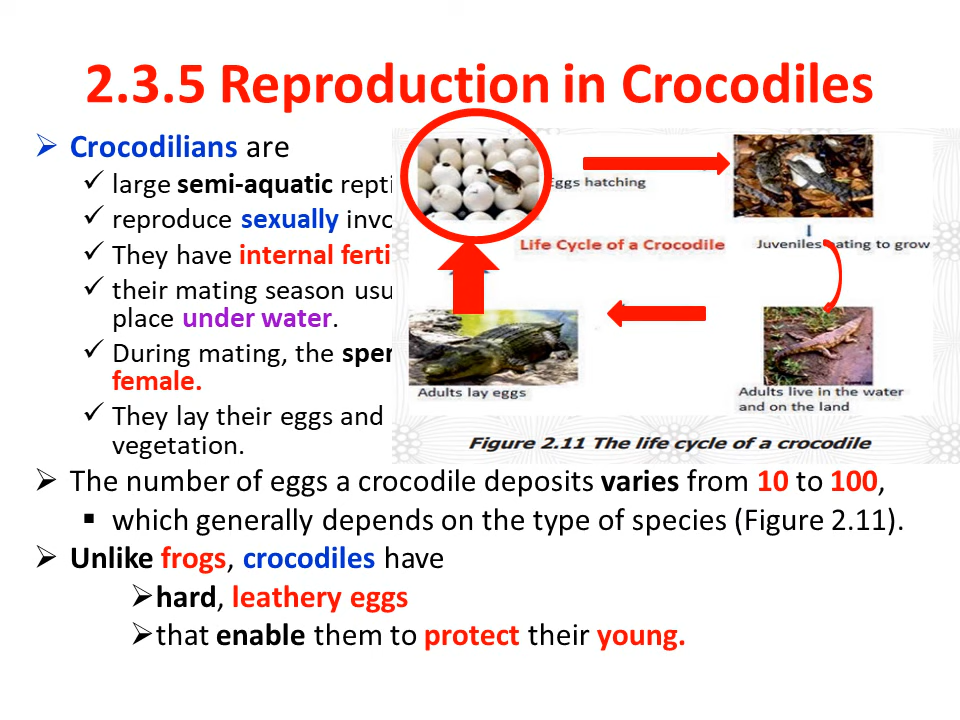 2.3.5 Reproduction in Crocodiles
Crocodilians are
large semi-aquatic
reproduce sexually
They have internal
their mating season
place under water.
During mating, the
female.
They lay their eggs and
vegetation.
Eggs hatching
Life Cycle of a Crocodile
Juveniles eating to grow
Adults lay eggs
Adults live in the water
and on the land
Figure 2.11 The life cycle of a crocodile
The number of eggs a crocodile deposits varies from 10 to 100,
which generally depends on the type of species (Figure 2.11).
Unlike frogs, crocodiles have
hard, leathery eggs
that enable them to protect their young.